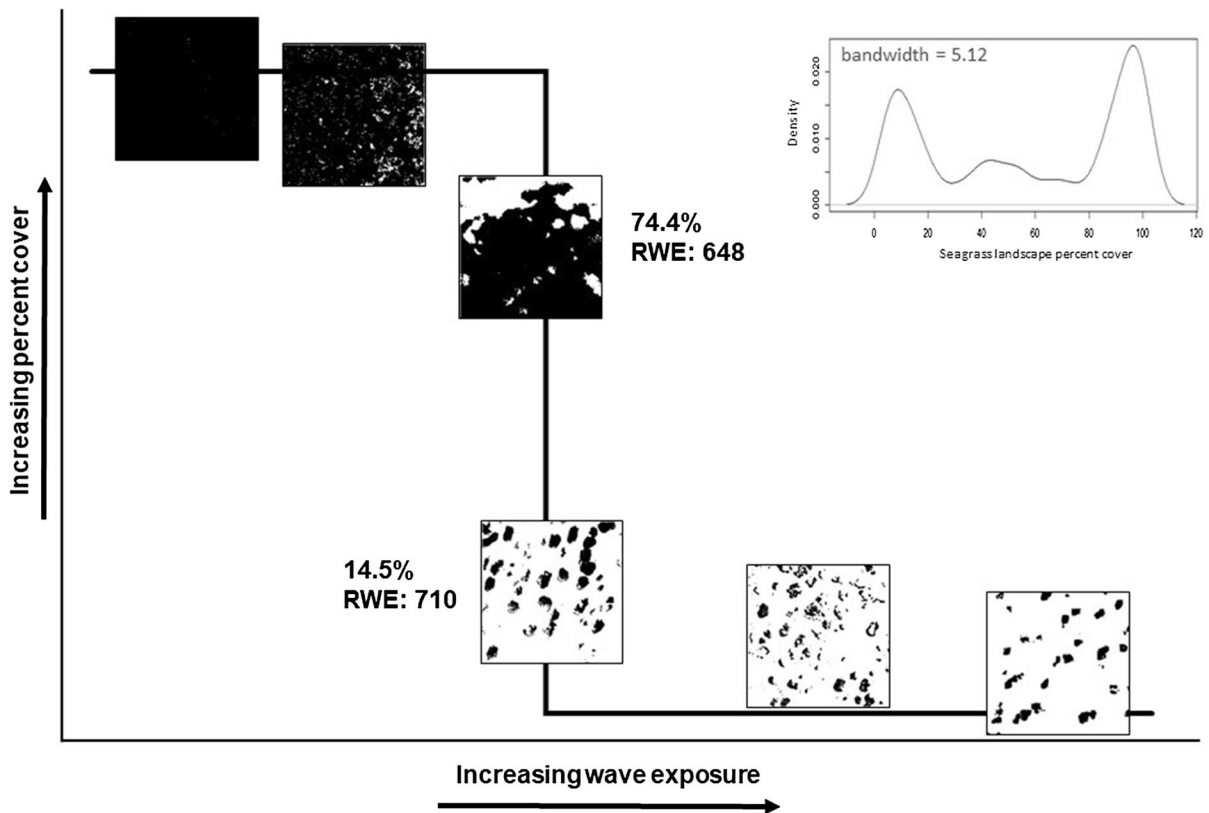 bandwidth = 5.12
0.020
0.010
0.000
Density
0 20 40 60 80 100 120
Seagrass landscape percent cover
74.4%
RWE: 648
Increasing percent cover
14.5%
RWE: 710
Increasing wave exposure